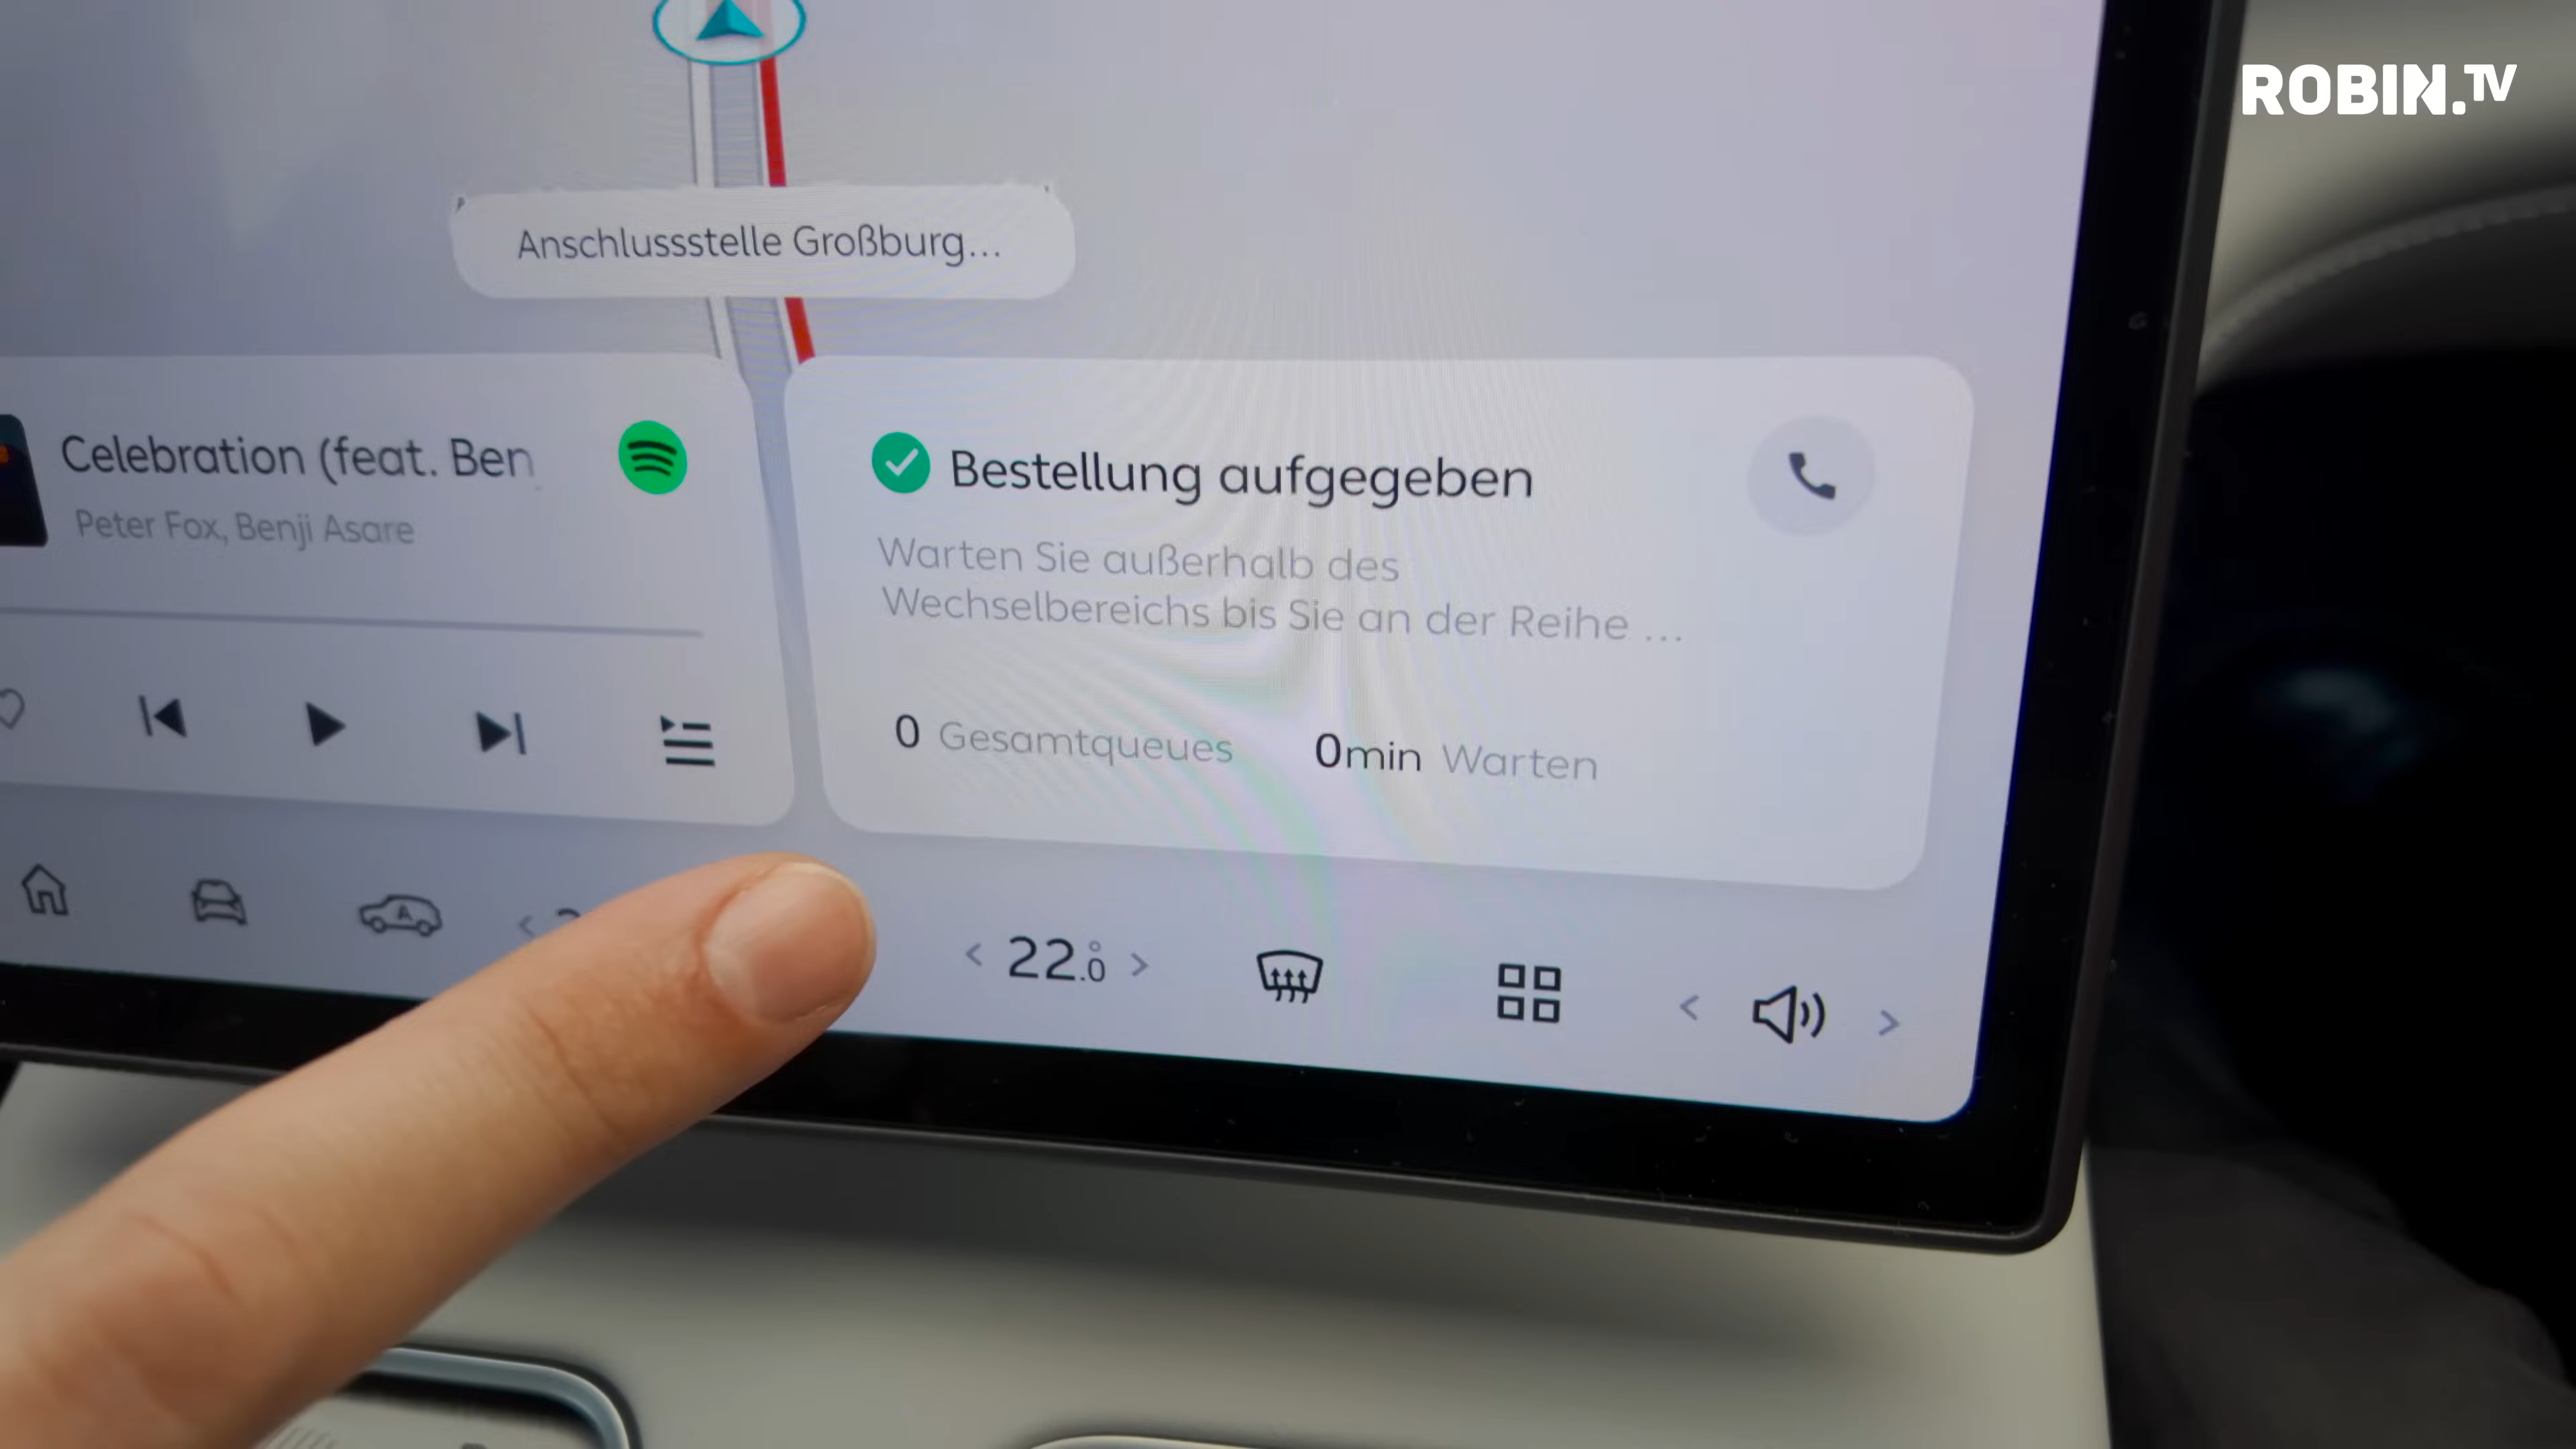 ROBIN.TV
Anschlussstelle Großburg...
Celebration (feat. Ben
Peter Fox, Benji Asare
Bestellung aufgegeben
Warten Sie außerhalb des
Wechselbereichs bis Sie an der Reihe ...
0 Gesamtqueues 0min Warten
A
< 22.0° >